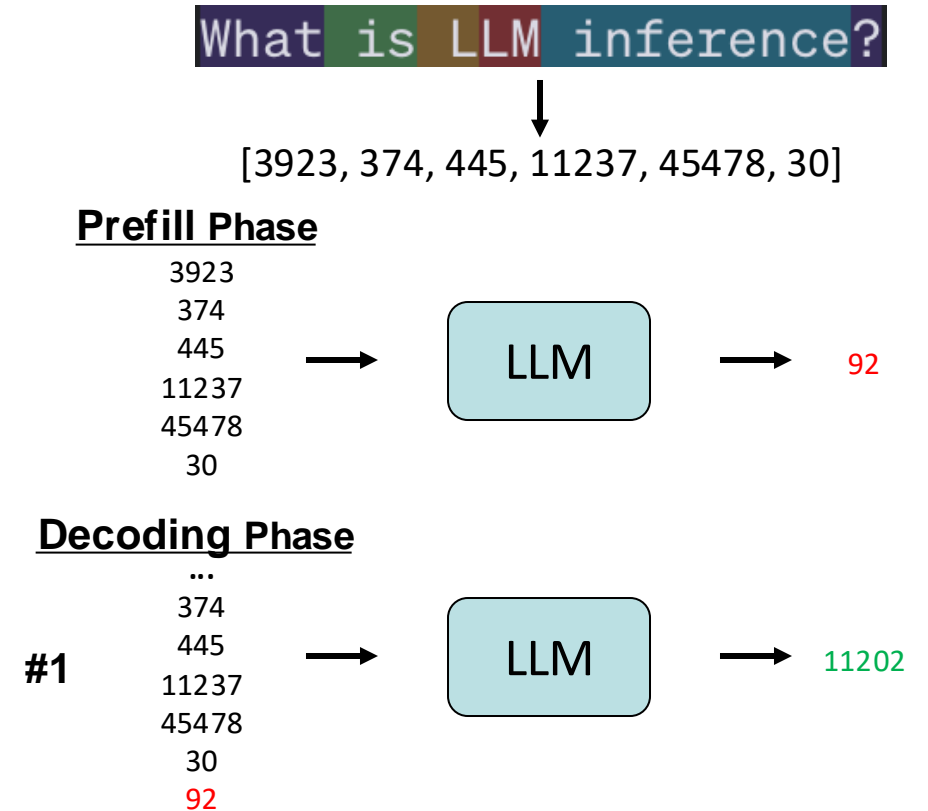 What is LLM inference?
[3923, 374, 445, 11237, 45478, 30]
Prefill Phase
3923
374
445
11237
45478
30
LLM
92
Decoding Phase
...
374
445
11237
45478
30
92
#1
LLM
11202